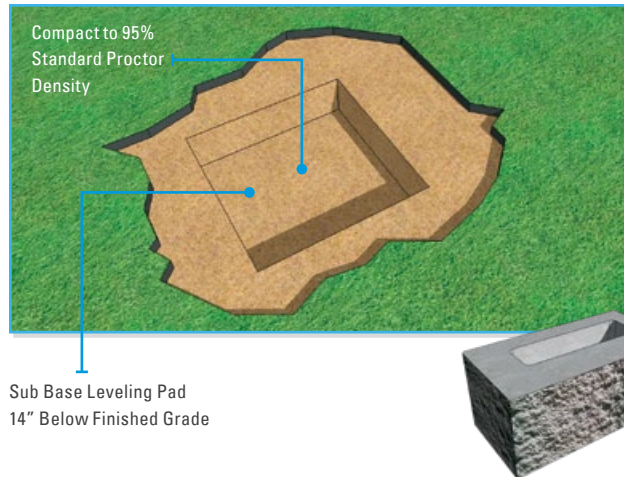 Compact to 95%
Standard Proctor
Density
Sub Base Leveling Pad
14” Below Finished Grade